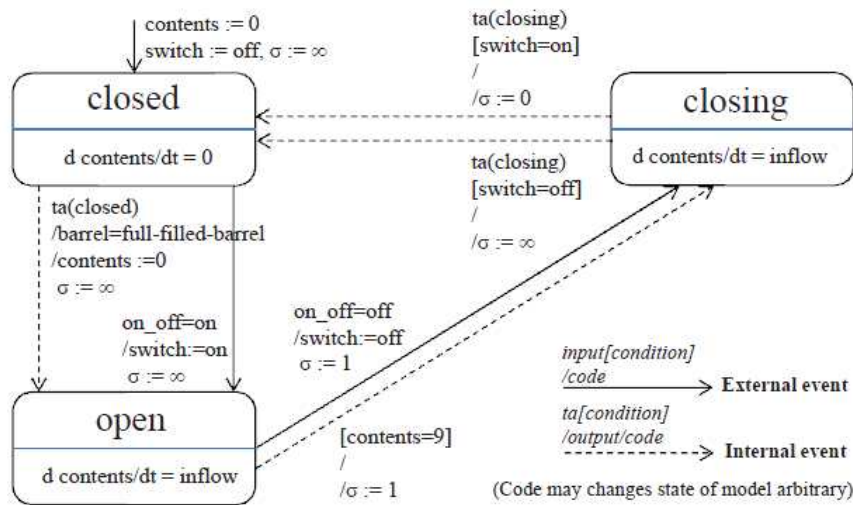 contents := 0
switch := off, σ := ∞
closed
d contents/dt = 0
ta(closing)
[switch=on]
/
/σ := 0
closing
d contents/dt = inflow
ta(closing)
[switch=off]
/
/σ := ∞
ta(closed)
/barrel=full-filled-barrel
/contents :=0
σ := ∞
on_off=on
/switch:=on
σ := ∞
on_off=off
/switch:=off
σ := 1
open
d contents/dt = inflow
[contents=9]
/
/σ := 1
input[condition]
/code
External event
ta[condition]
/output/code
Internal event
(Code may changes state of model arbitrary)